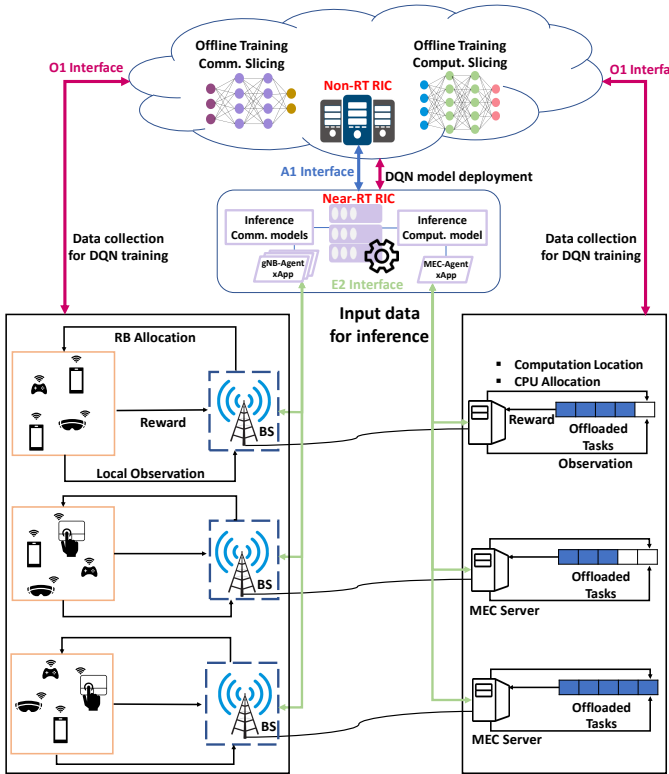 Offline Training
Comm. Slicing
Offline Training
Comput. Slicing
O1 Interface
Non-RT RIC
O1 Interfa
A1 Interface
DQN model deployment
Near-RT RIC
Inference
Comm. models
Inference
Comput. model
gNB-Agent
xApp
MEC-Agent
xApp
E2 Interface
Data collection
for DQN training
Data collection
for DQN training
Input data
for inference
RB Allocation
Reward
BS
Local Observation
▪ Computation Location
▪ CPU Allocation
Reward
Offloaded
Tasks
Observation
BS
Offloaded
Tasks
MEC Server
BS
Offloaded
Tasks
MEC Server